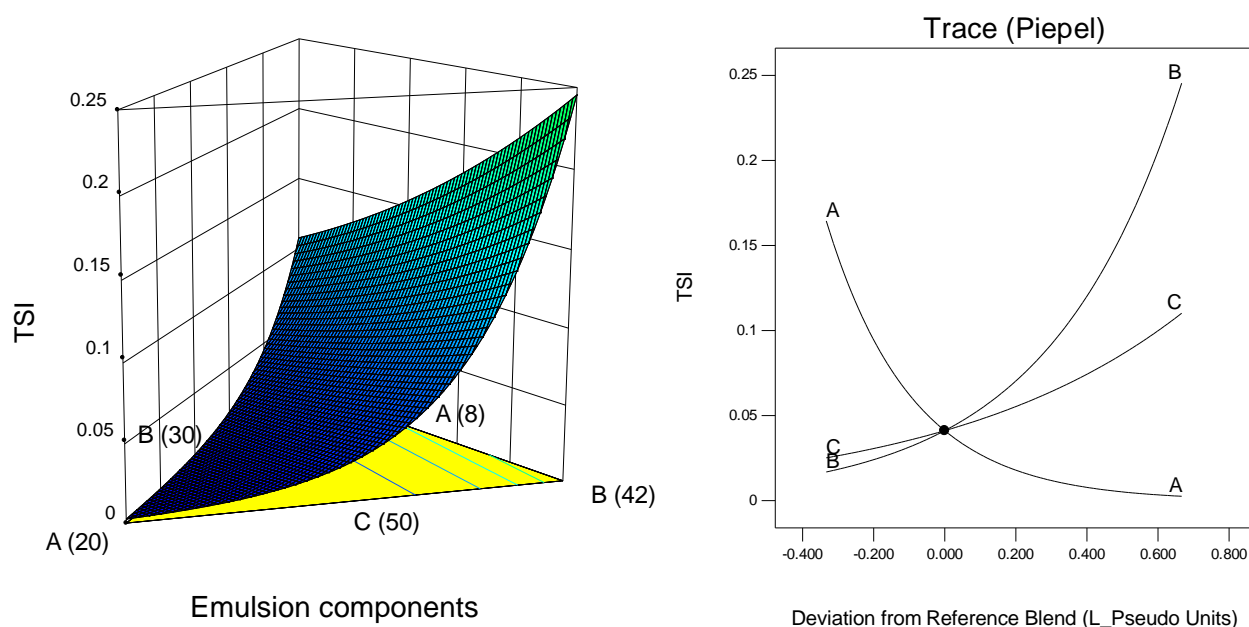 0.25
0.2
0.15
0.1
0.05
0
TSI
B (30)
A (8)
A (20)
C (50)
B (42)
Emulsion components
Trace (Piepel)
0.25
0.2
0.15
0.1
0.05
0
TSI
A
B
C
C
B
A
-0.400
-0.200
0.000
0.200
0.400
0.600
0.800
Deviation from Reference Blend (L_Pseudo Units)